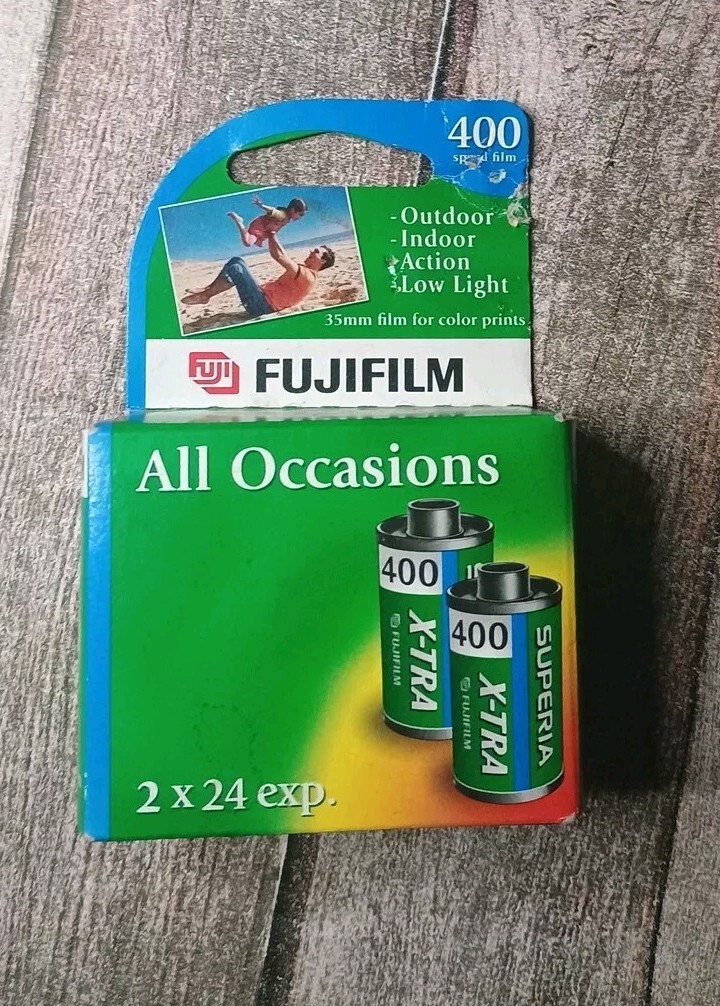 400
speed film
-Outdoor
-Indoor
-Action
-Low Light
35mm film for color prints
FUJI FUJIFILM
All Occasions
400
X-TRA
FUJIFILM
400
SUPERIA
X-TRA
FUJIFILM
2 x 24 exp.